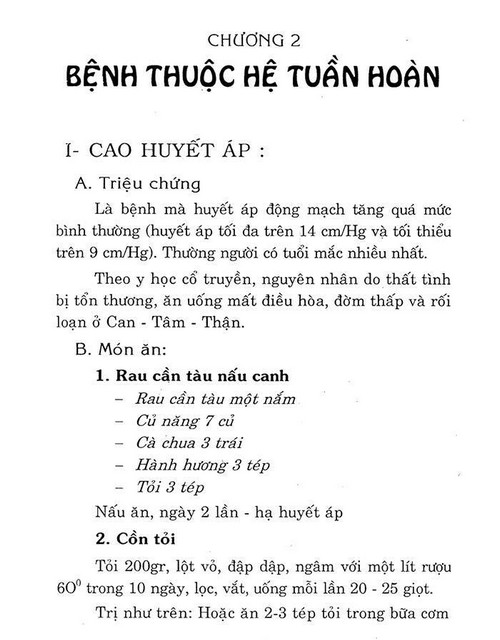 CHƯƠNG 2
BỆNH THUỘC HỆ TUẦN HOÀN
I- CAO HUYẾT ÁP :
A. Triệu chứng
Là bệnh mà huyết áp động mạch tăng quá mức
bình thường (huyết áp tối đa trên 14 cm/Hg và tối thiểu
trên 9 cm/Hg). Thường người có tuổi mắc nhiều nhất.
Theo y học cổ truyền, nguyên nhân do thất tình
bị tổn thương, ăn uống mất điều hòa, đờm thấp và rối
loạn ở Can - Tâm - Thận.
B. Món ăn:
1. Rau cần tàu nấu canh
– Rau cần tàu một nắm
– Củ năng 7 củ
– Cà chua 3 trái
– Hành hương 3 tép
– Tỏi 3 tép
Nấu ăn, ngày 2 lần - hạ huyết áp
2. Cồn tỏi
Tỏi 200gr, lột vỏ, đập dập, ngâm với một lít rượu
60⁰ trong 10 ngày, lọc, vắt, uống mỗi lần 20 - 25 giọt.
Trị như trên: Hoặc ăn 2-3 tép tỏi trong bữa cơm